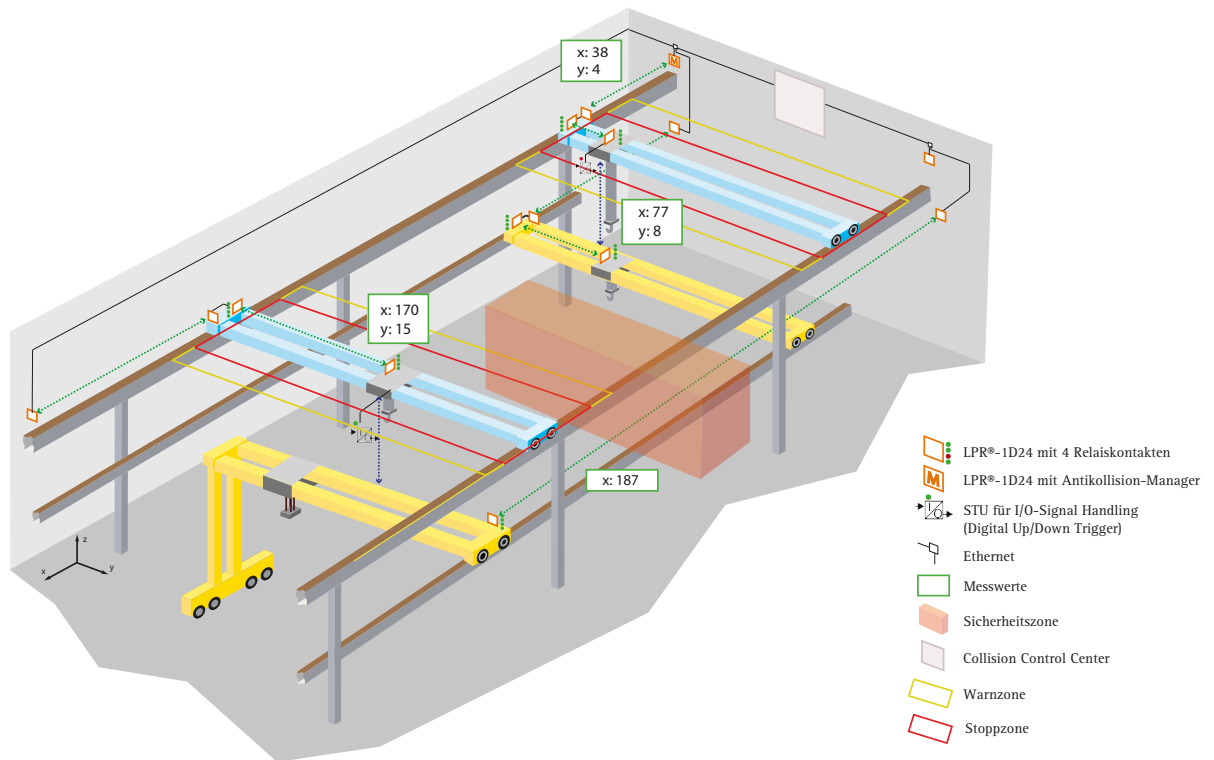 x: 38
y: 4
M
x: 77
y: 8
x: 170
y: 15
x: 187
z
x
y
I/O
I/O
LPR®-1D24 mit 4 Relaiskontakten
M
LPR®-1D24 mit Antikollision-Manager
I/O
STU für I/O-Signal Handling
(Digital Up/Down Trigger)
Ethernet
Messwerte
Sicherheitszone
Collision Control Center
Warnzone
Stoppzone